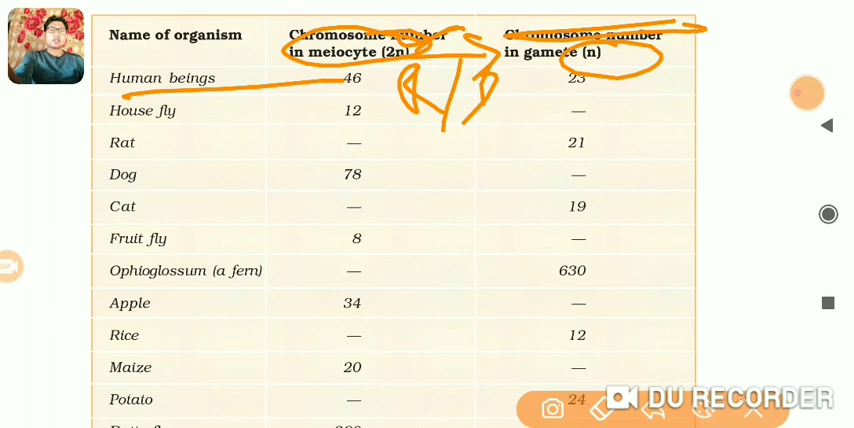 Name of organism Chromosome number Chromosome number
in meiocyte (2n) in gamete (n)
Human beings 46 23
House fly 12 —
Rat — 21
Dog 78 —
Cat — 19
Fruit fly 8 —
Ophioglossum (a fern) — 630
Apple 34 —
Rice — 12
Maize 20 —
Potato — 24
DU RECORDER